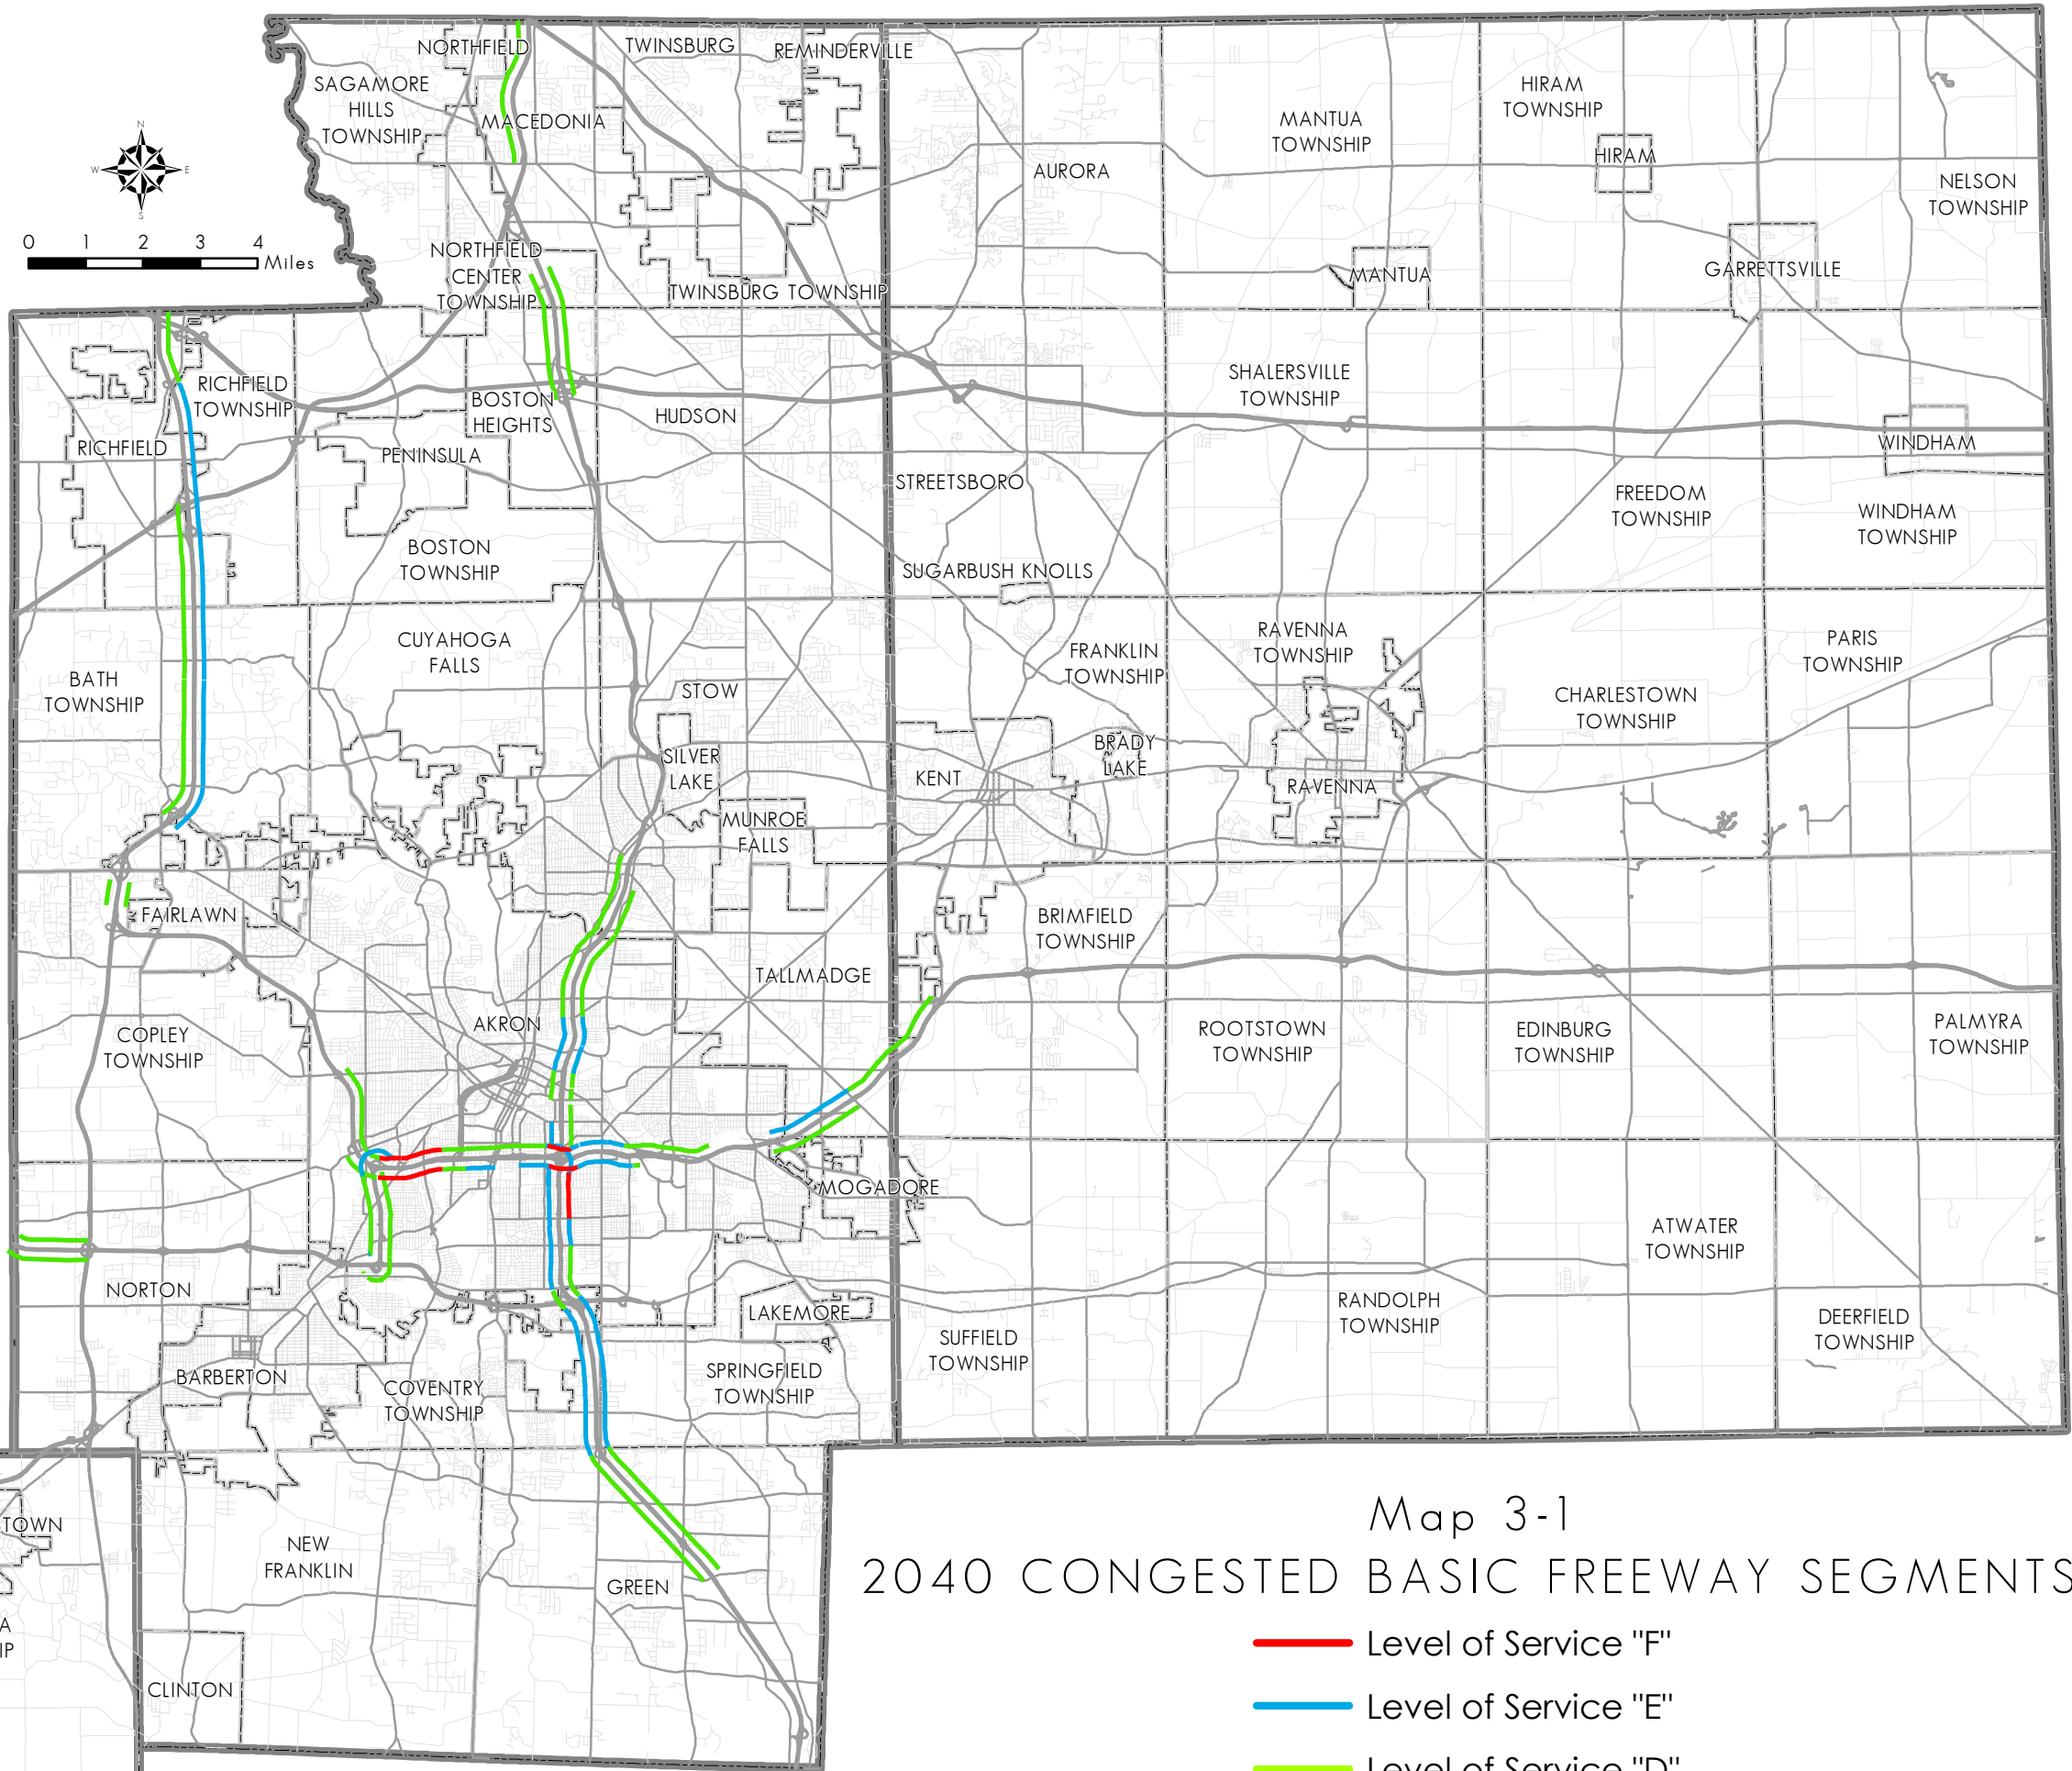 NORTHFIELD
TWINSBURG
REMINDERVILLE
SAGAMORE
HILLS
TOWNSHIP
MACEDONIA
HIRAM
TOWNSHIP
MANTUA
TOWNSHIP
HIRAM
AURORA
NELSON
TOWNSHIP
N
W
E
S
0 1 2 3 4
Miles
NORTHFIELD
CENTER
TOWNSHIP
TWINSBURG TOWNSHIP
MANTUA
GARRETTSVILLE
RICHFIELD
TOWNSHIP
BOSTON
HEIGHTS
HUDSON
SHALERSVILLE
TOWNSHIP
RICHFIELD
PENINSULA
WINDHAM
STREETSBORO
FREEDOM
TOWNSHIP
WINDHAM
TOWNSHIP
BOSTON
TOWNSHIP
SUGARBUSH KNOLLS
CUYAHOGA
FALLS
FRANKLIN
TOWNSHIP
RAVENNA
TOWNSHIP
PARIS
TOWNSHIP
BATH
TOWNSHIP
STOW
CHARLESTOWN
TOWNSHIP
SILVER
LAKE
KENT
BRADY
LAKE
RAVENNA
MUNROE
FALLS
FAIRLAWN
BRIMFIELD
TOWNSHIP
TALLMADGE
COPLEY
TOWNSHIP
AKRON
ROOTSTOWN
TOWNSHIP
EDINBURG
TOWNSHIP
PALMYRA
TOWNSHIP
MOGADORE
ATWATER
TOWNSHIP
NORTON
LAKEMORE
RANDOLPH
TOWNSHIP
DEERFIELD
TOWNSHIP
SUFFIELD
TOWNSHIP
BARBERTON
COVENTRY
TOWNSHIP
SPRINGFIELD
TOWNSHIP
TOWN
NEW
FRANKLIN
GREEN
A
IP
CLINTON
Map 3-1
2040 CONGESTED BASIC FREEWAY SEGMENTS
Level of Service "F"
Level of Service "E"
Level of Service "D"